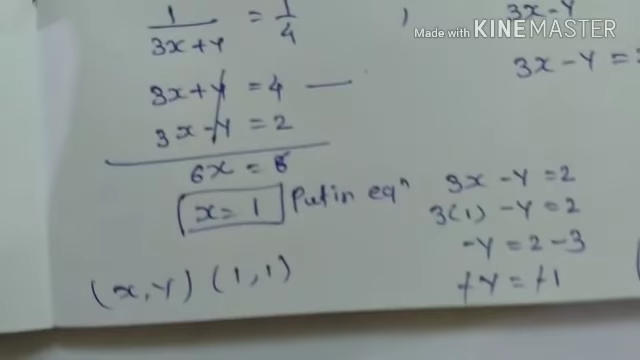 1/(3x+y) = 1/4 ,
3x-y
Made with KINEMASTER
3x-y =
3x+y = 4 —
3x-y = 2
6x = 6
x = 1 Put in eqⁿ
3x -y = 2
3(1) -y = 2
-y = 2-3
+y = +1
(x,y) (1,1)